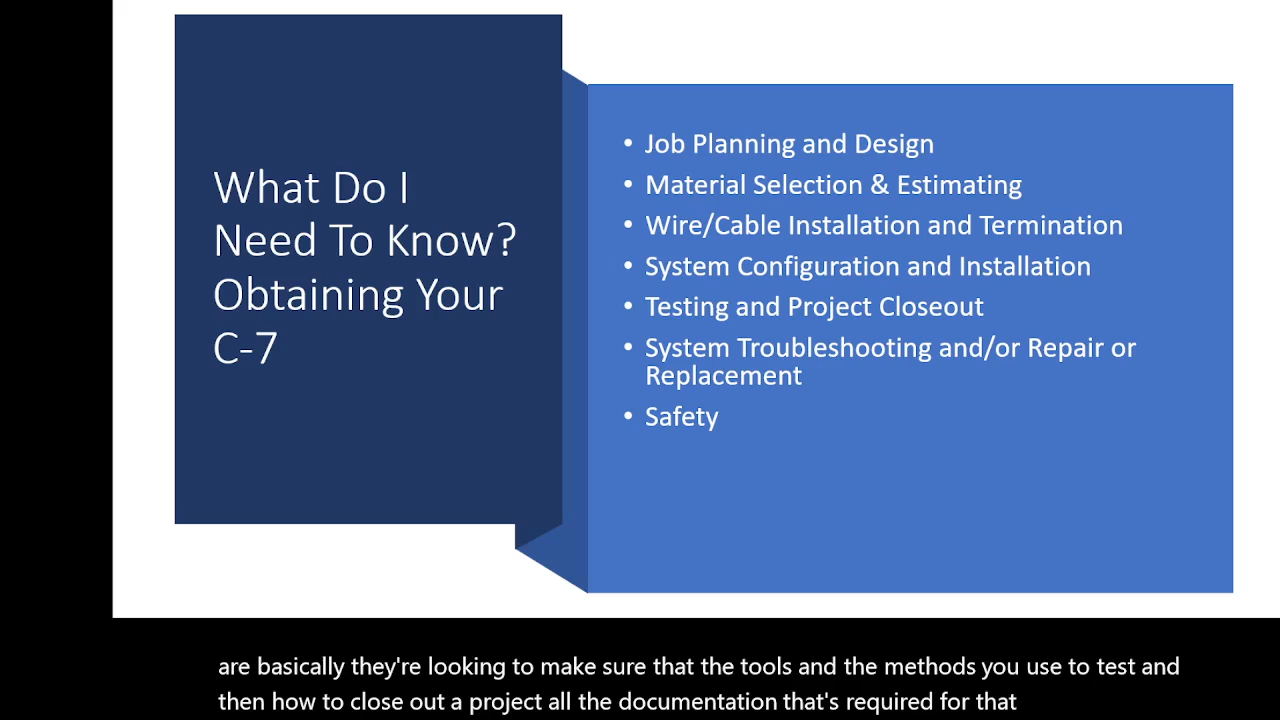 What Do I
Need To Know?
Obtaining Your
C-7
• Job Planning and Design
• Material Selection & Estimating
• Wire/Cable Installation and Termination
• System Configuration and Installation
• Testing and Project Closeout
• System Troubleshooting and/or Repair or
Replacement
• Safety
are basically they're looking to make sure that the tools and the methods you use to test and
then how to close out a project all the documentation that's required for that